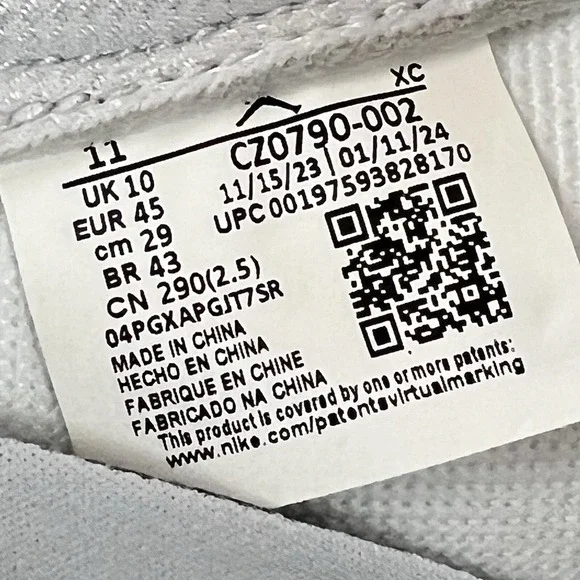 XC
11
CZ0790-002
UK 10
11/15/23 | 01/11/24
EUR 45
UPC 00197593828170
cm 29
BR 43
CN 290(2.5)
04PGXAPGJT7SR
MADE IN CHINA
HECHO EN CHINA
FABRIQUE EN CHINE
FABRICADO NA CHINA
This product is covered by one or more patents:
www.nike.com/patentsvirtualmarking